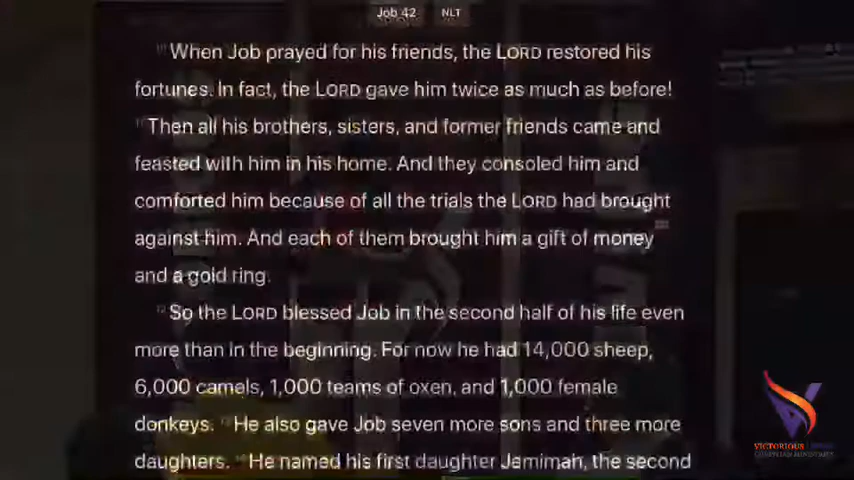 Job 42 NLT
10 When Job prayed for his friends, the LORD restored his
fortunes. In fact, the LORD gave him twice as much as before!
11 Then all his brothers, sisters, and former friends came and
feasted with him in his home. And they consoled him and
comforted him because of all the trials the LORD had brought
against him. And each of them brought him a gift of money
and a gold ring.
12 So the LORD blessed Job in the second half of his life even
more than in the beginning. For now he had 14,000 sheep,
6,000 camels, 1,000 teams of oxen, and 1,000 female
donkeys. He also gave Job seven more sons and three more
daughters. He named his first daughter Jemimah, the second
VICTORIOUS LIVING
CHRISTIAN MINISTRIES